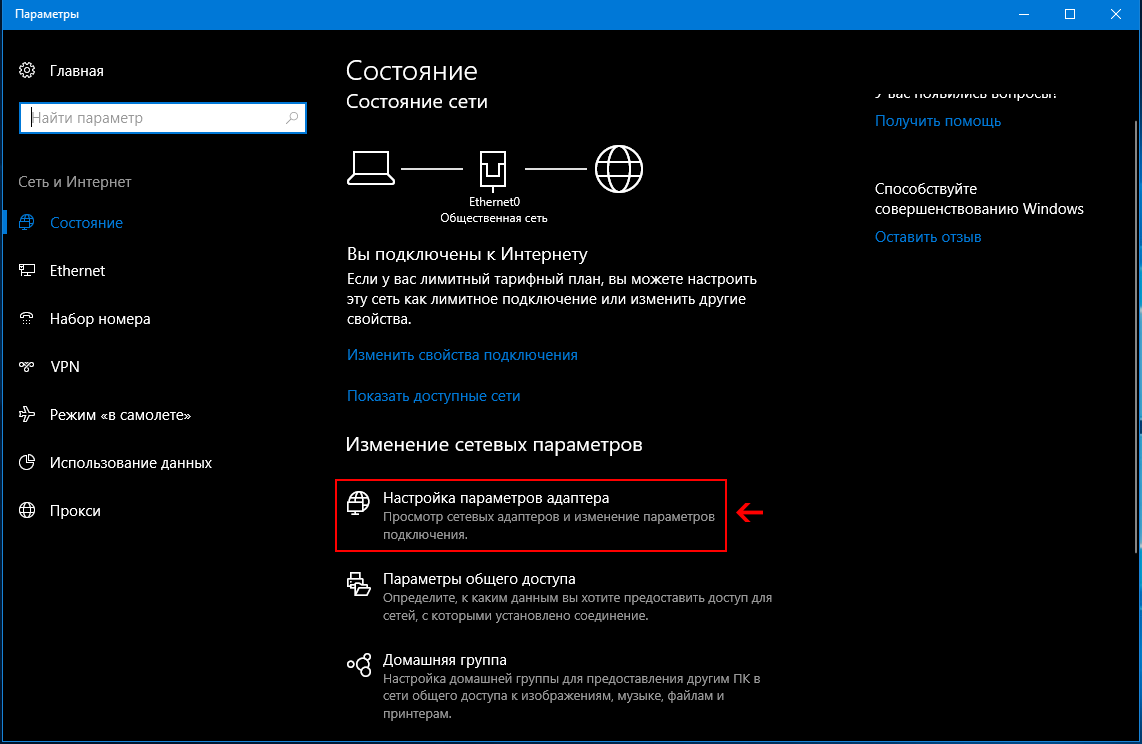 Параметры
Главная
Найти параметр
Сеть и Интернет
Состояние
Ethernet
Набор номера
VPN
Режим «в самолете»
Использование данных
Прокси
Состояние
Состояние сети
Ethernet0
Общественная сеть
Вы подключены к Интернету
Если у вас лимитный тарифный план, вы можете настроить
эту сеть как лимитное подключение или изменить другие
свойства.
Изменить свойства подключения
Показать доступные сети
Изменение сетевых параметров
Настройка параметров адаптера
Просмотр сетевых адаптеров и изменение параметров
подключения.
Параметры общего доступа
Определите, к каким данным вы хотите предоставить доступ для
сетей, с которыми установлено соединение.
Домашняя группа
Настройка домашней группы для предоставления другим ПК в
сети общего доступа к изображениям, музыке, файлам и
принтерам.
У вас появились вопросы?
Получить помощь
Способствуйте
совершенствованию Windows
Оставить отзыв